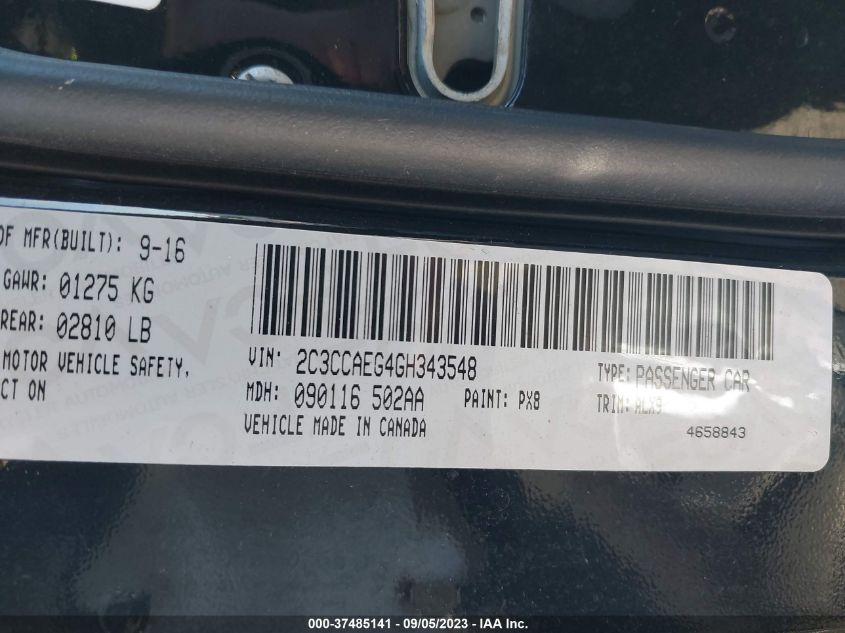 OF MFR(BUILT): 9-16
GAWR: 01275 KG
REAR: 02810 LB
MOTOR VEHICLE SAFETY,
CT ON
VIN: 2C3CCAEG4GH343548
TYPE: PASSENGER CAR
MDH: 090116 502AA
PAINT: PX8
TRIM: ALX9
VEHICLE MADE IN CANADA
4658843
000-37485141 - 09/05/2023 - IAA Inc.